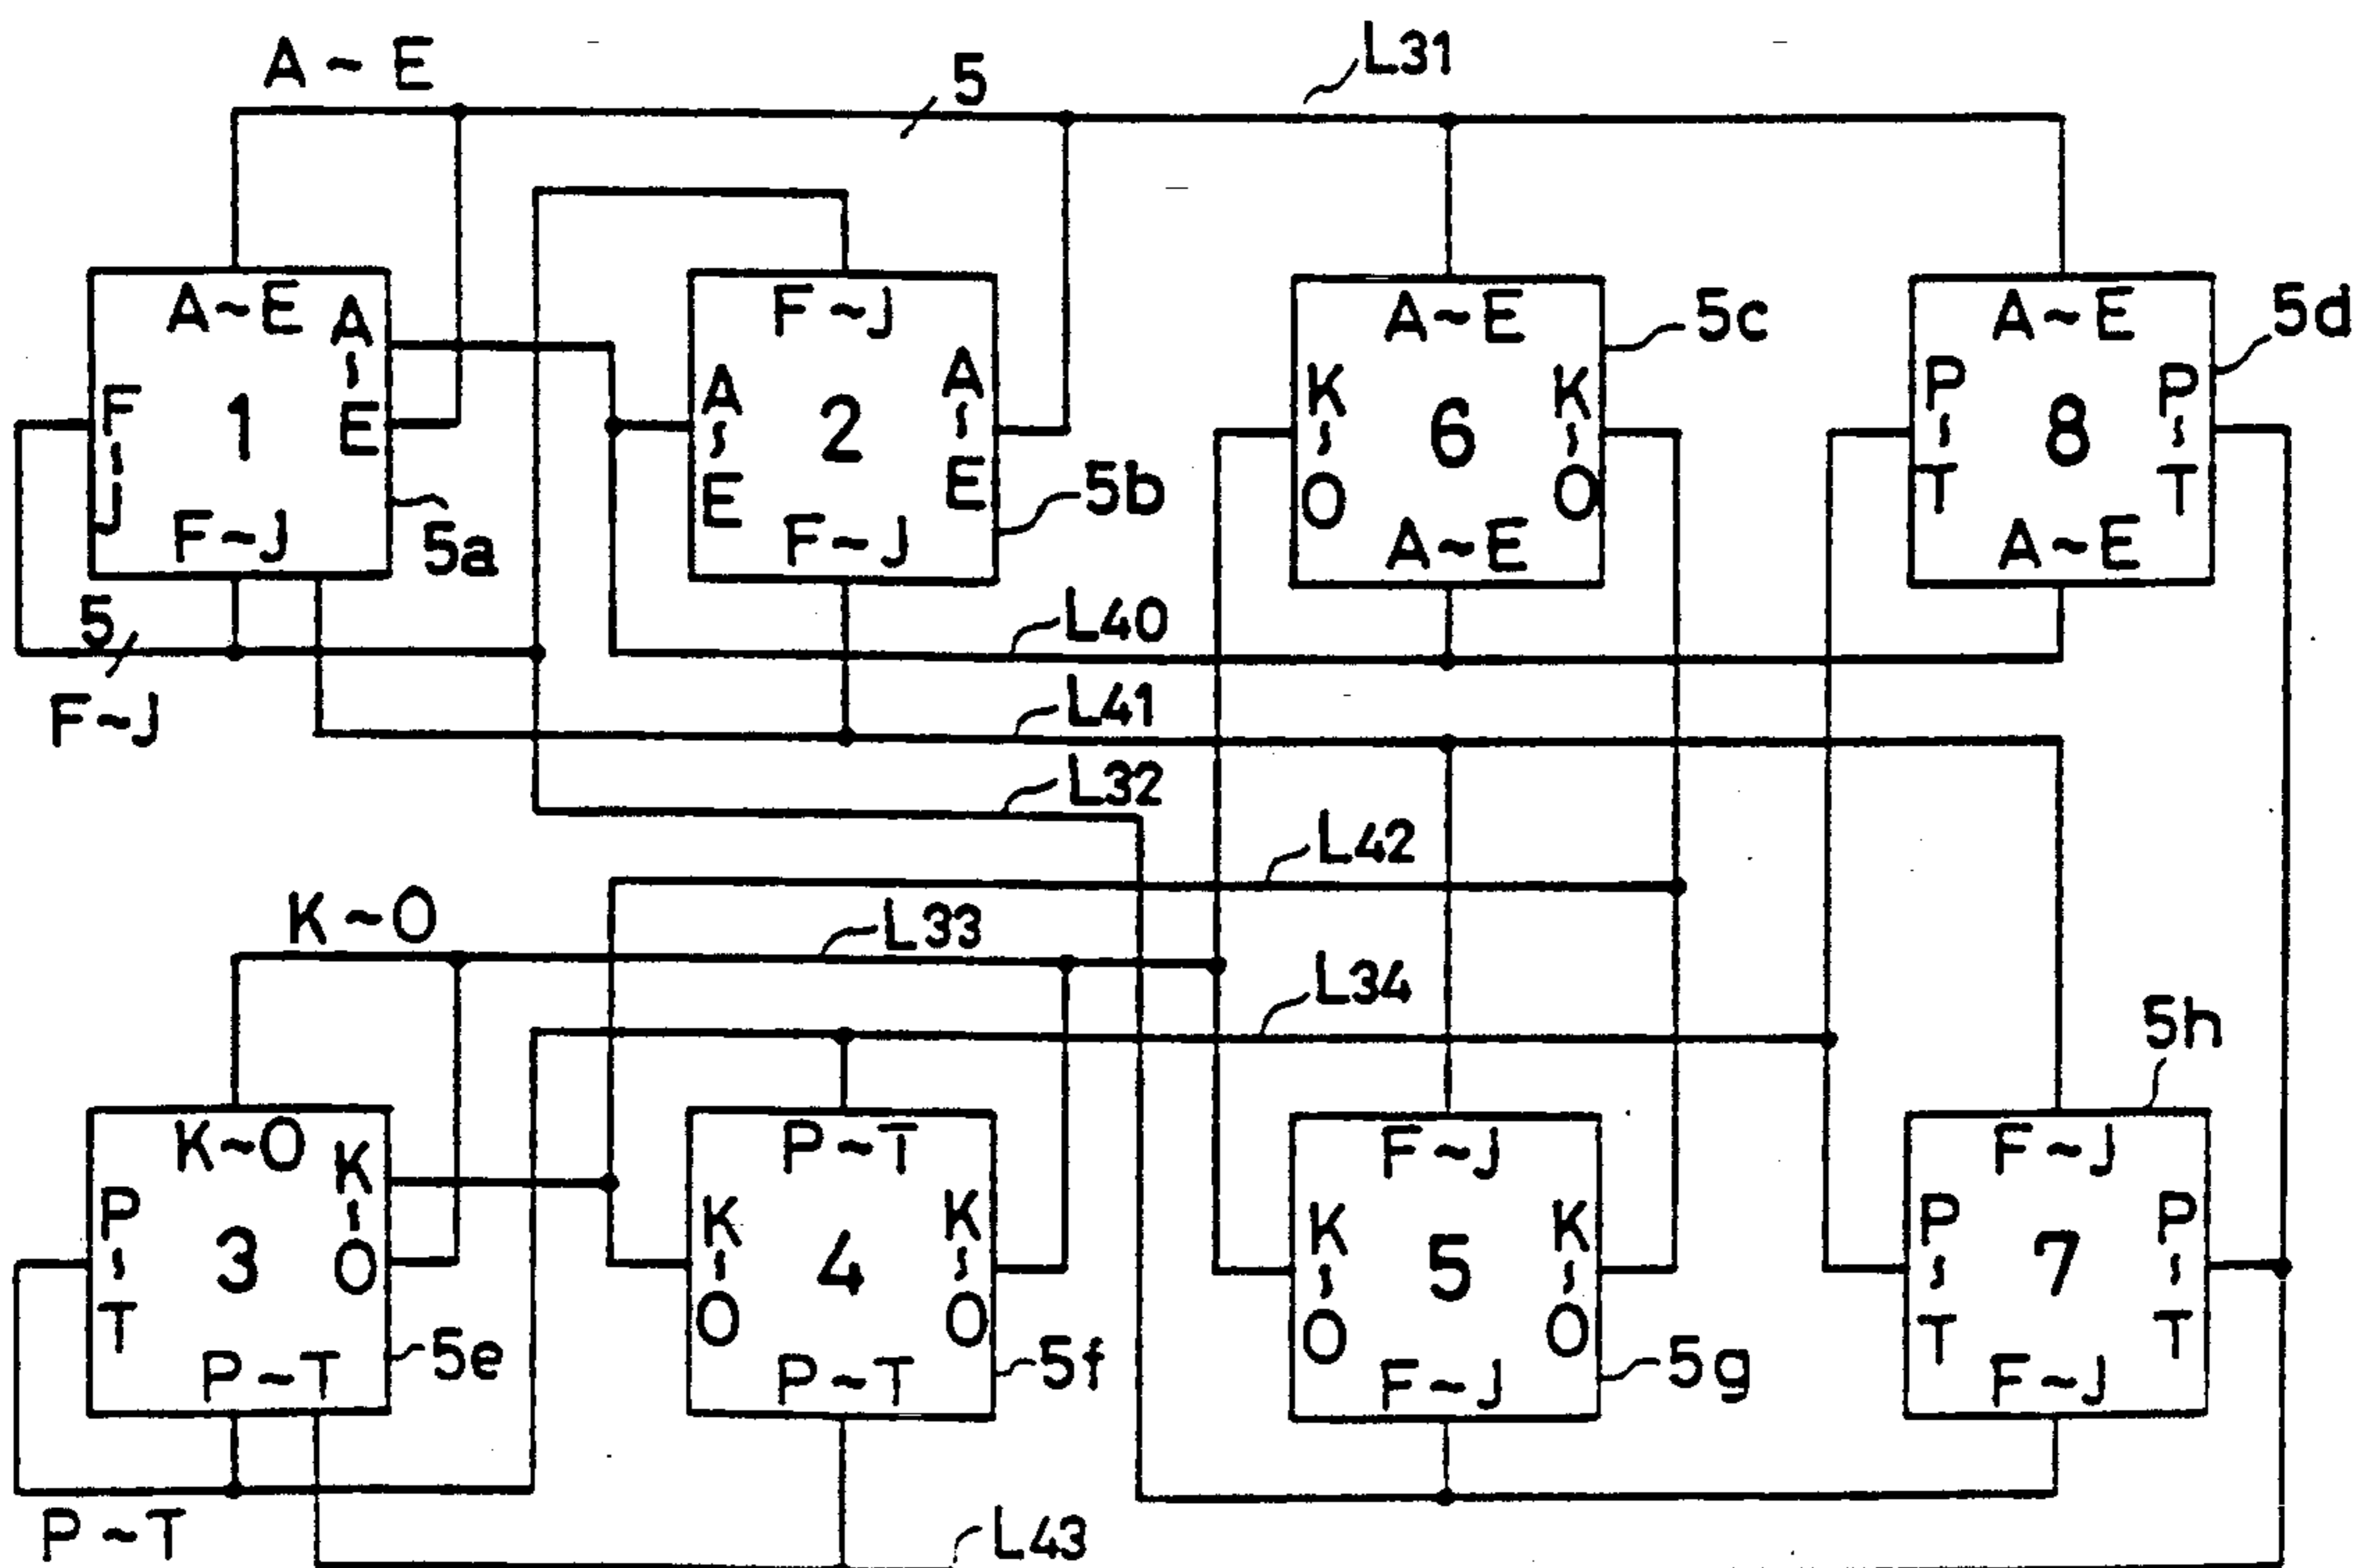 A ~ E
5
L31
A~E
A
~
E
F
~
J
1
F~J
5a
F~J
A
~
E
2
A
~
E
F~J
5b
A~E
K
~
O
6
K
~
O
A~E
5c
A~E
P
~
T
8
P
~
T
A~E
5d
5
F~J
L40
L41
L32
L42
K~O
L33
L34
K~O
K
~
O
P
~
T
3
P~T
5e
P~T
K
~
O
4
K
~
O
P~T
5f
F~J
K
~
O
5
K
~
O
F~J
5g
5h
F~J
P
~
T
7
P
~
T
F~J
P~T
L43